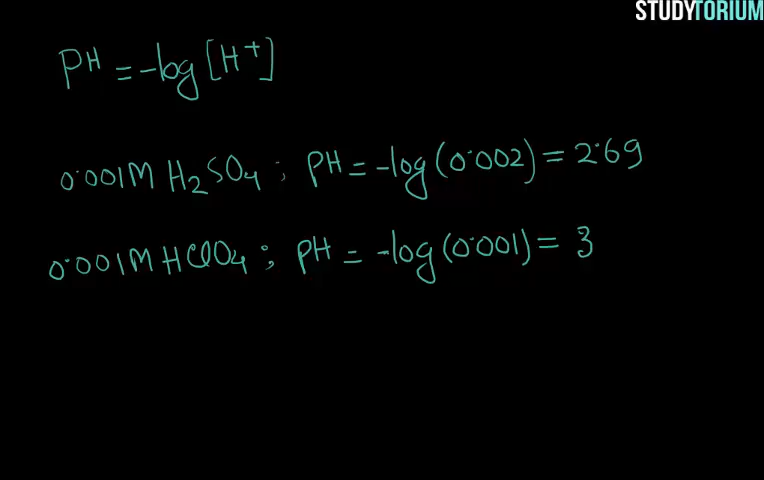 STUDYTORIUM
PH = -log [H+]
0.001M H2SO4 ; PH = -log (0.002) = 2.69
0.001M HClO4 ; PH = -log (0.001) = 3